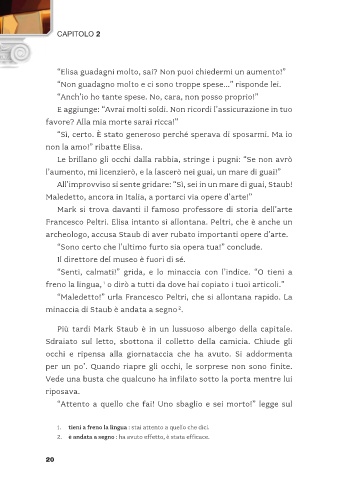 CAPITOLO 2
“Elisa guadagni molto, sai? Non puoi chiedermi un aumento!”
“Non guadagno molto e ci sono troppe spese...” risponde lei.
“Anch’io ho tante spese. No, cara, non posso proprio!”
E aggiunge: “Avrai molti soldi. Non ricordi l’assicurazione in tuo
favore? Alla mia morte sarai ricca!”
“Sì, certo. È stato generoso perché sperava di sposarmi. Ma io
non la amo!” ribatte Elisa.
Le brillano gli occhi dalla rabbia, stringe i pugni: “Se non avrò
l’aumento, mi licenzierò, e la lascerò nei guai, un mare di guai!”
All’improvviso si sente gridare: “Sì, sei in un mare di guai, Staub!
Maledetto, ancora in Italia, a portarci via opere d’arte!”
Mark si trova davanti il famoso professore di storia dell’arte
Francesco Peltri. Elisa intanto si allontana. Peltri, che è anche un
archeologo, accusa Staub di aver rubato importanti opere d’arte.
“Sono certo che l’ultimo furto sia opera tua!” conclude.
Il direttore del museo è fuori di sé.
“Senti, calmati!” grida, e lo minaccia con l’indice. “O tieni a
freno la lingua, 1 o dirò a tutti da dove hai copiato i tuoi articoli.”
“Maledetto!” urla Francesco Peltri, che si allontana rapido. La
minaccia di Staub è andata a segno 2.
Più tardi Mark Staub è in un lussuoso albergo della capitale.
Sdraiato sul letto, sbottona il colletto della camicia. Chiude gli
occhi e ripensa alla giornataccia che ha avuto. Si addormenta
per un po’. Quando riapre gli occhi, le sorprese non sono finite.
Vede una busta che qualcuno ha infilato sotto la porta mentre lui
riposava.
“Attento a quello che fai! Uno sbaglio e sei morto!” legge sul
1. tieni a freno la lingua : stai attento a quello che dici.
2. è andata a segno : ha avuto effetto, è stata efficace.
20